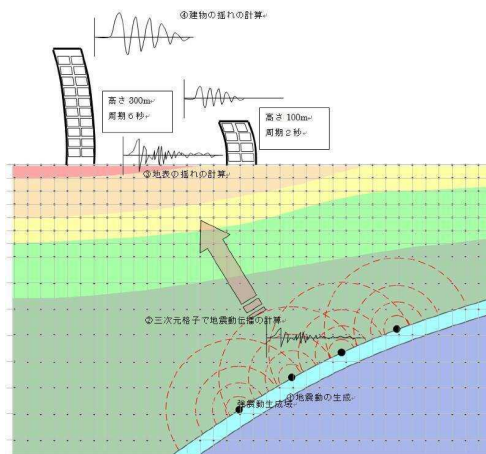 ④建物の揺れの計算
高さ 300m
周期6秒
高さ 100m
周期2秒
③地表の揺れの計算
②三次元格子で地震動伝播の計算
①地震動の生成
強震動生成域